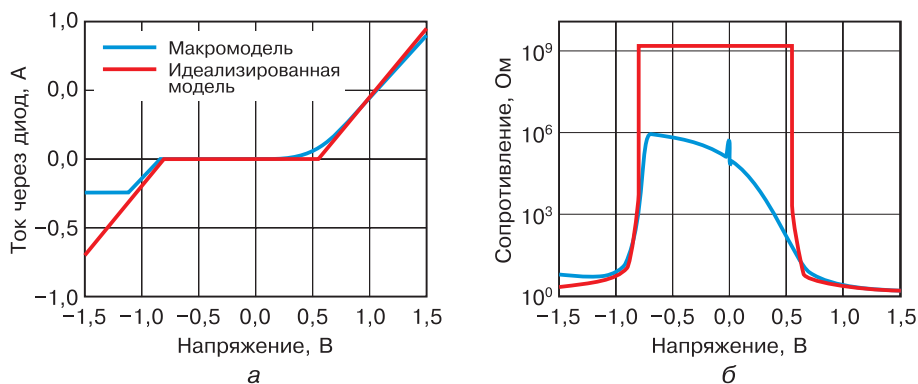 1,0
0,0
0,0
−0,5
−1,0
Ток через диод, А
Макромодель
Идеализированная
модель
−1,5 −1,0 −0,5 0,0 0,5 1,0 1,5
Напряжение, В
а
10⁹
10⁶
10³
10⁰
Сопротивление, Ом
−1,5 −1,0 −0,5 0,0 0,5 1,0 1,5
Напряжение, В
б